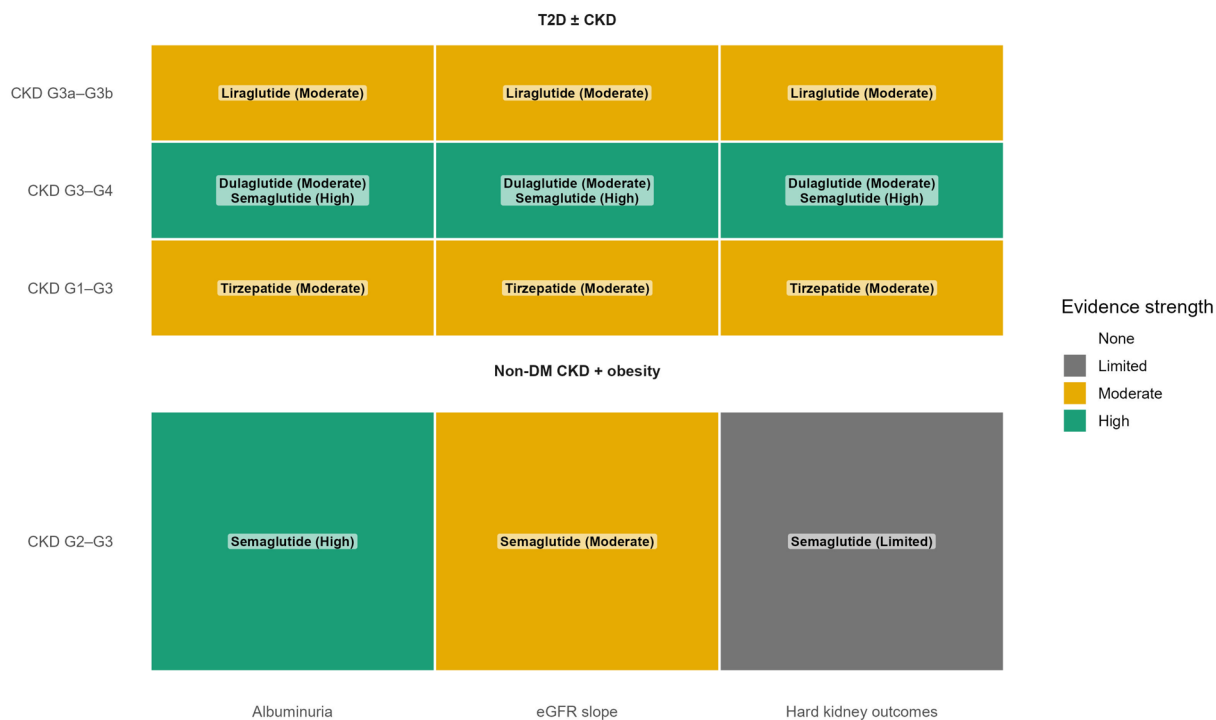 T2D ± CKD
CKD G3a–G3b
Liraglutide (Moderate)
Liraglutide (Moderate)
Liraglutide (Moderate)
CKD G3–G4
Dulaglutide (Moderate)
Semaglutide (High)
Dulaglutide (Moderate)
Semaglutide (High)
Dulaglutide (Moderate)
Semaglutide (High)
CKD G1–G3
Tirzepatide (Moderate)
Tirzepatide (Moderate)
Tirzepatide (Moderate)
Non-DM CKD + obesity
CKD G2–G3
Semaglutide (High)
Semaglutide (Moderate)
Semaglutide (Limited)
Albuminuria
eGFR slope
Hard kidney outcomes
Evidence strength
None
Limited
Moderate
High